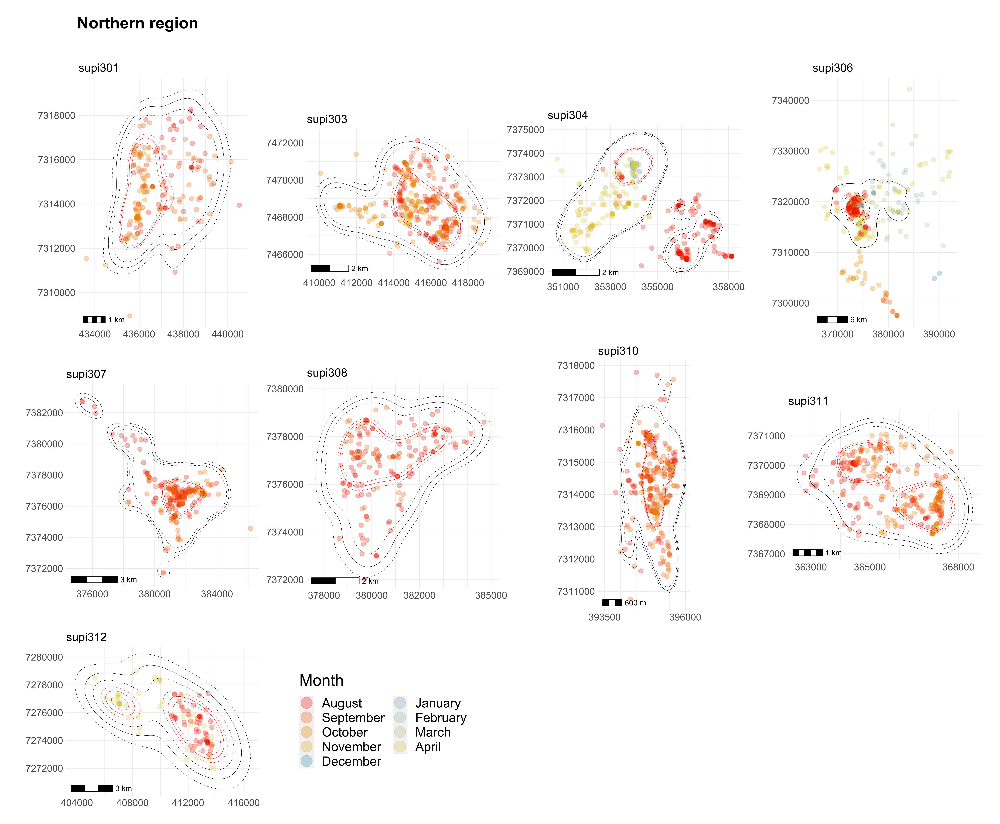 Northern region
supi301
7318000
7316000
7314000
7312000
7310000
1 km
434000 436000 438000 440000
supi303
7472000
7470000
7468000
7466000
2 km
410000 412000 414000 416000 418000
supi304
7375000
7374000
7373000
7372000
7371000
7370000
7369000
2 km
351000 353000 355000 358000
supi306
7340000
7330000
7320000
7310000
7300000
6 km
370000 380000 390000
supi307
7382000
7380000
7378000
7376000
7374000
7372000
3 km
376000 380000 384000
supi308
7380000
7378000
7376000
7374000
7372000
2 km
378000 380000 382000 385000
supi310
7318000
7317000
7316000
7315000
7314000
7313000
7312000
7311000
600 m
393500 396000
supi311
7371000
7370000
7369000
7368000
7367000
1 km
363000 365000 368000
supi312
7280000
7278000
7276000
7274000
7272000
3 km
404000 408000 412000 416000
Month
August
September
October
November
December
January
February
March
April